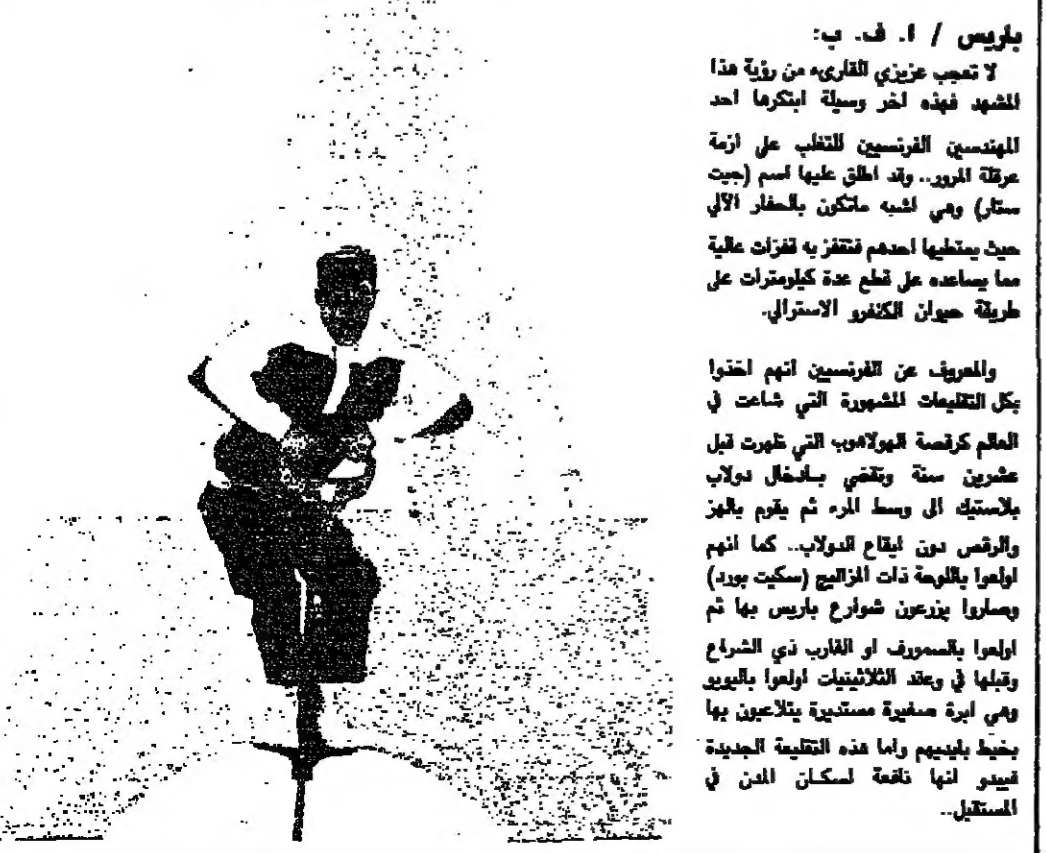 باريس / ا. ف. ب:
لا تعجب عزيزي القارىء من رؤية هذا
المشهد فهذه اخر وسيلة ابتكرها احد
المهندسين الفرنسيين للتغلب على ازمة
عرقلة المرور.. وقد اطلق عليها اسم (جيت
ستار) وهي اشبه ماتكون بالحفار الآلي
حيث يمتطيها احدهم فتقفز به قفزات عالية
مما يساعده على قطع عدة كيلومترات على
طريقة حيوان الكنغرو الاسترالي.
والمعروف عن الفرنسيين انهم اخذوا
بكل التقليعات المشهورة التي شاعت في
العالم كرقصة الهولاهوب التي ظهرت قبل
عشرين سنة وتقضي بادخال دولاب
بلاستيك الى وسط المرء ثم يقوم بالهز
والرقص دون ايقاع الدولاب.. كما انهم
اولعوا باللوحة ذات المزاليج (سكيت بورد)
وصاروا يزرعون شوارع باريس بها ثم
اولعوا بالسمورف او القارب ذي الشراع
وقبلها في وعقد الثلاثينيات اولعوا باليويو
وهي ابرة صغيرة مستديرة يتلاعبون بها
بخيط بايديهم واما هذه التقليعة الجديدة
فيبدو انها نافعة لسكان المدن في
المستقبل..